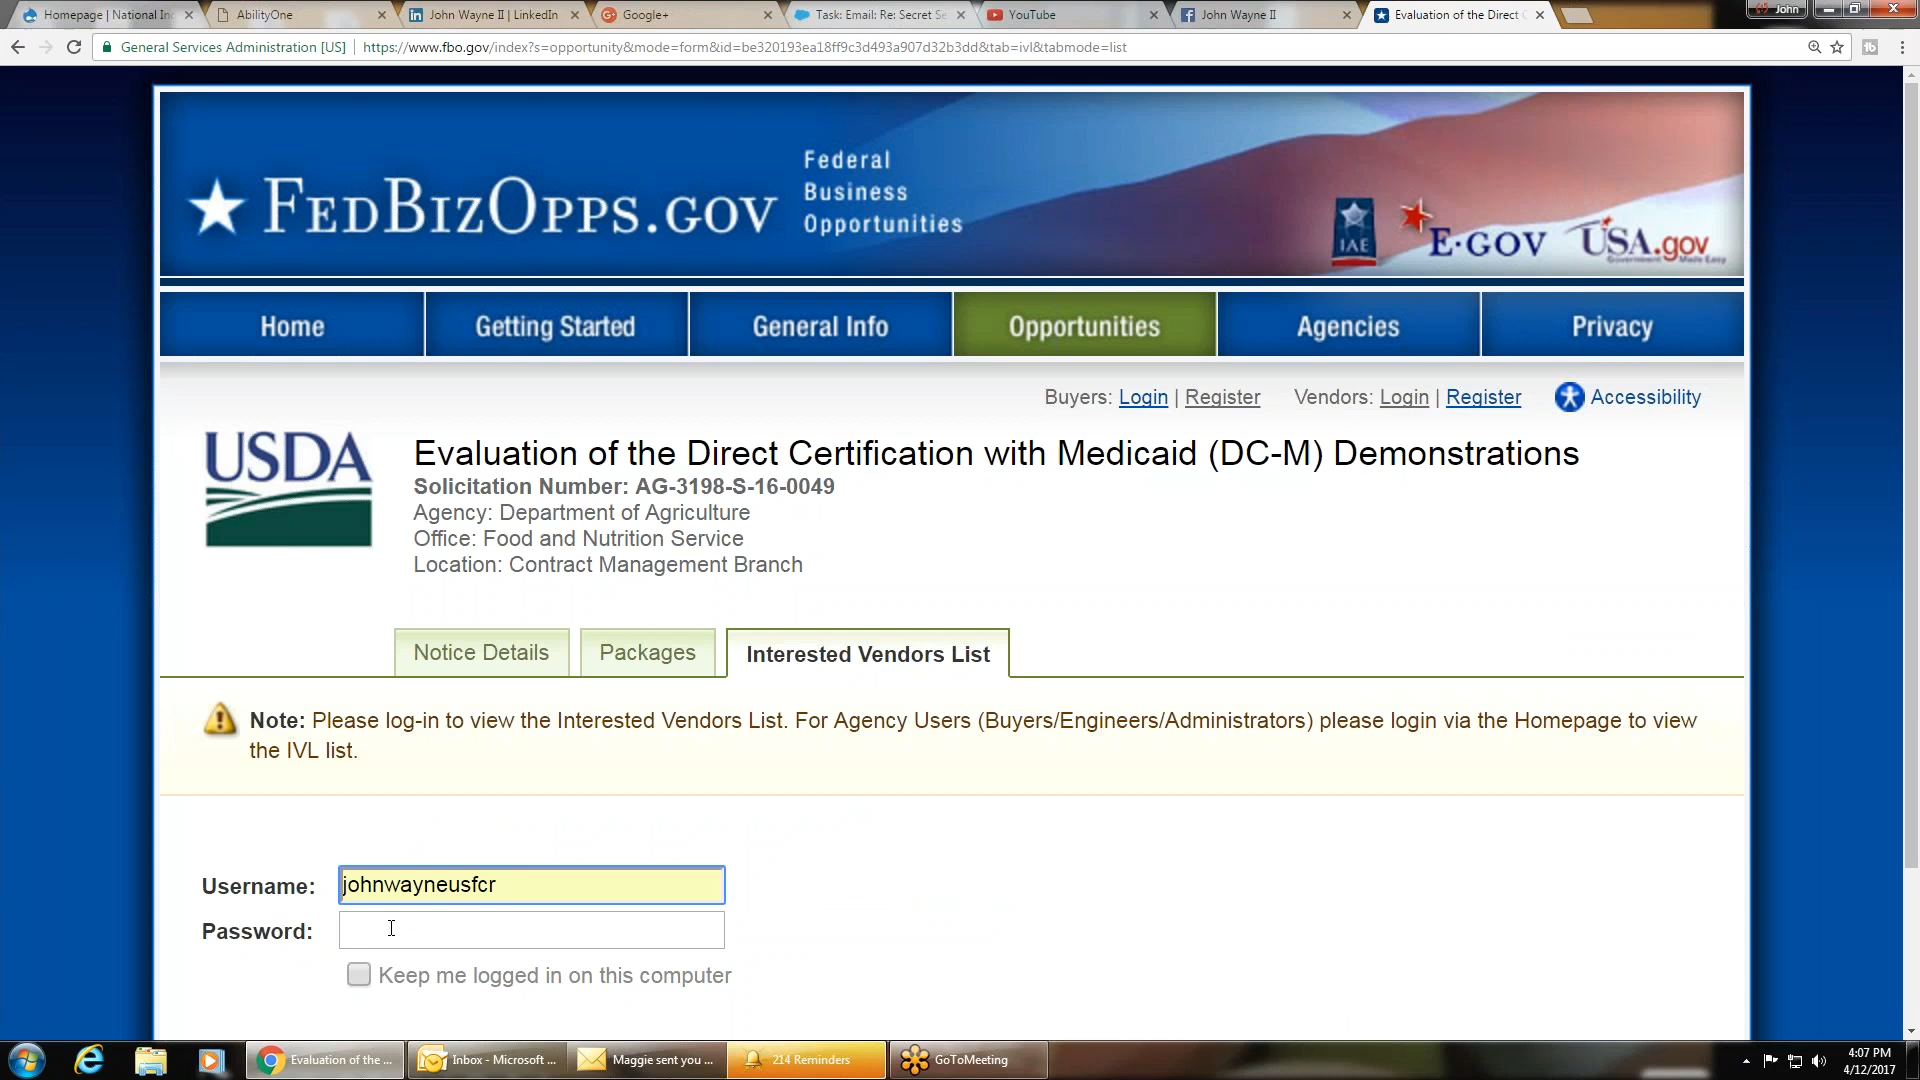 Homepage | National In
AbilityOne
John Wayne II | LinkedIn
Google+
Task: Email: Re: Secret Se
YouTube
John Wayne II
Evaluation of the Direct C
John
General Services Administration [US]
https://www.fbo.gov/index?s=opportunity&mode=form&id=be320193ea18ff9c3d493a907d32b3dd&tab=ivl&tabmode=list
FEDBIZOPPS.GOV
Federal
Business
Opportunities
IAE
E-GOV
USA.gov
Government Made Easy
Home
Getting Started
General Info
Opportunities
Agencies
Privacy
Buyers: Login | Register Vendors: Login | Register Accessibility
USDA
Evaluation of the Direct Certification with Medicaid (DC-M) Demonstrations
Solicitation Number: AG-3198-S-16-0049
Agency: Department of Agriculture
Office: Food and Nutrition Service
Location: Contract Management Branch
Notice Details
Packages
Interested Vendors List
Note: Please log-in to view the Interested Vendors List. For Agency Users (Buyers/Engineers/Administrators) please login via the Homepage to view
the IVL list.
Username: johnwayneusfcr
Password:
Keep me logged in on this computer
Evaluation of the ...
Inbox - Microsoft ...
Maggie sent you ...
214 Reminders
GoToMeeting
4:07 PM
4/12/2017